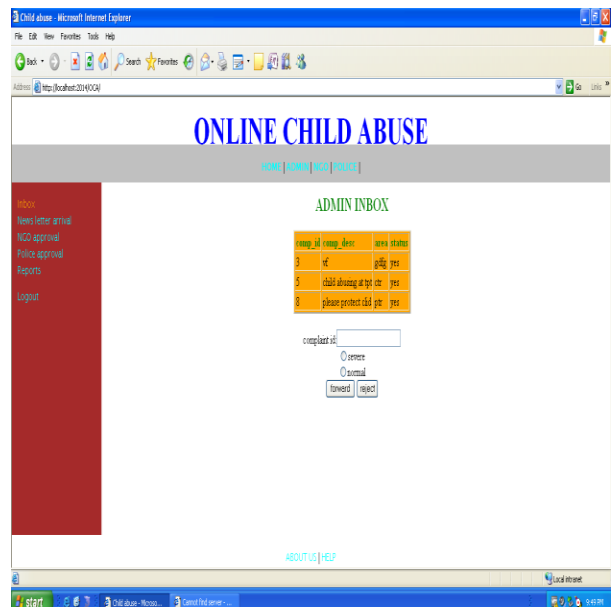 Child abuse - Microsoft Internet Explorer
File Edit View Favorites Tools Help
Back Search Favorites
Address http://localhost:2014/OCA/ Go Links
ONLINE CHILD ABUSE
HOME | ADMIN | NGO | POLICE |
Inbox
News letter arrival
NGO approval
Police approval
Reports
Logout
ADMIN INBOX
comp_id comp_desc area status
3 vf gdfg yes
5 child abusing at tpt ctr yes
8 please protect clid ptr yes
complaint id:
severe
normal
forward reject
ABOUT US | HELP
Local intranet
start Child abuse - Microso... Cannot find server - ...